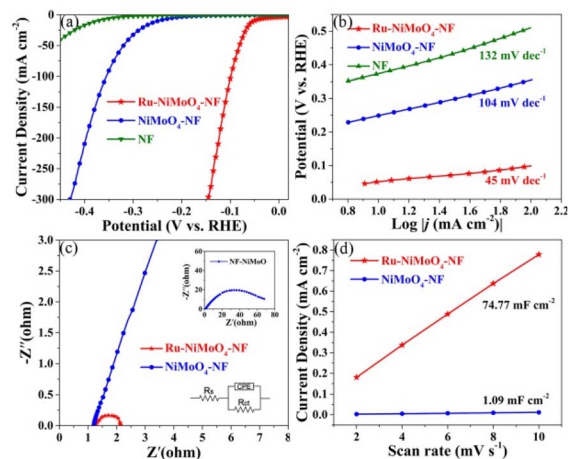 (a)
Current Density (mA cm⁻²)
0
-50
-100
-150
-200
-250
-300
Ru-NiMoO₄-NF
NiMoO₄-NF
NF
-0.4 -0.3 -0.2 -0.1 0.0
Potential (V vs. RHE)
(b)
Potential (V vs. RHE)
0.5
0.4
0.3
0.2
0.1
0.0
Ru-NiMoO₄-NF
NiMoO₄-NF
NF
132 mV dec⁻¹
104 mV dec⁻¹
45 mV dec⁻¹
0.8 1.0 1.2 1.4 1.6 1.8 2.0 2.2
Log |j (mA cm⁻²)|
(c)
-Z''(ohm)
3.0
2.5
2.0
1.5
1.0
0.5
0.0
NF-NiMoO
-Z''(ohm)
60
40
20
0
0 20 40 60 80
Z'(ohm)
Ru-NiMoO₄-NF
NiMoO₄-NF
Rs
CPE
Rct
0 1 2 3 4 5 6 7 8
Z'(ohm)
(d)
Current Density (mA cm⁻²)
1.0
0.8
0.6
0.4
0.2
0.0
Ru-NiMoO₄-NF
NiMoO₄-NF
74.77 mF cm⁻²
1.09 mF cm⁻²
2 4 6 8 10
Scan rate (mV s⁻¹)